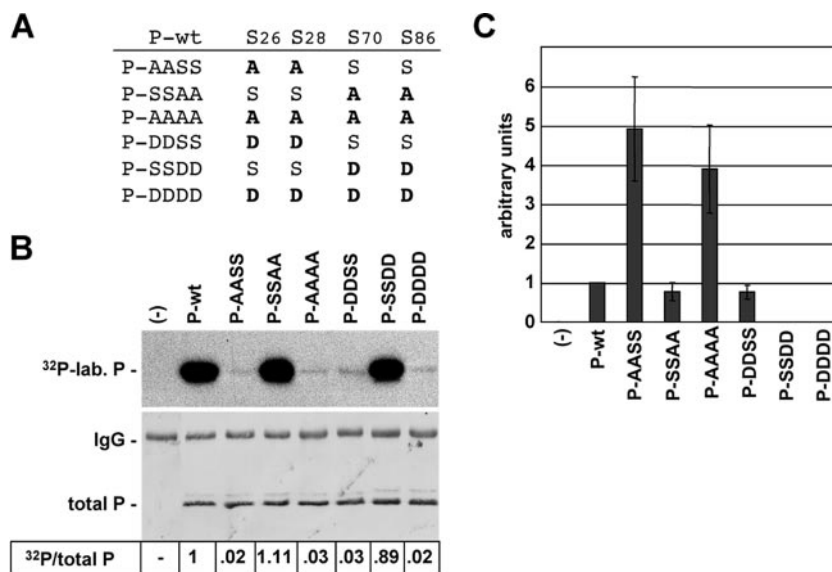 A
P-wt S26 S28 S70 S86
P-AASS A A S S
P-SSAA S S A A
P-AAAA A A A A
P-DDSS D D S S
P-SSDD S S D D
P-DDDD D D D D
B
(-) P-wt P-AASS P-SSAA P-AAAA P-DDSS P-SSDD P-DDDD
32P-lab. P -
IgG -
total P -
32P/total P - 1 .02 1.11 .03 .03 .89 .02
C
arbitrary units
6
5
4
3
2
1
0
(-) P-wt P-AASS P-SSAA P-AAAA P-DDSS P-SSDD P-DDDD